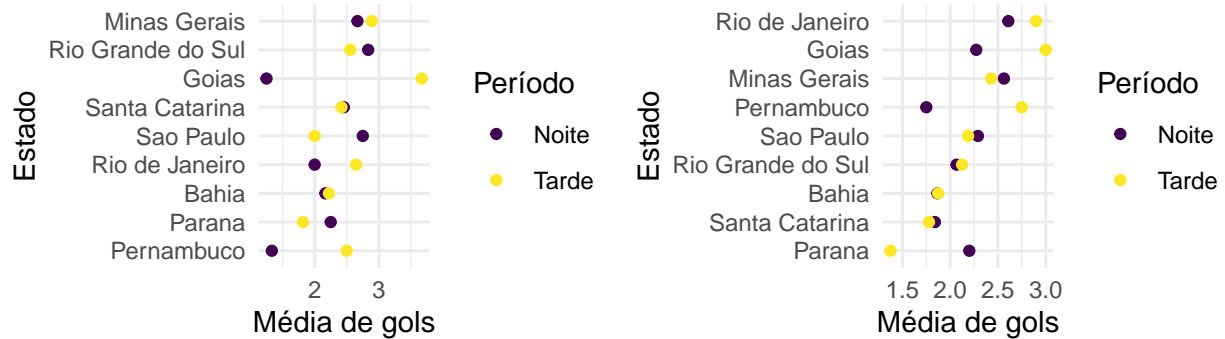 Estado
Minas Gerais
Rio Grande do Sul
Goias
Santa Catarina
Sao Paulo
Rio de Janeiro
Bahia
Parana
Pernambuco
2 3
Média de gols
Período
Noite
Tarde
Estado
Rio de Janeiro
Goias
Minas Gerais
Pernambuco
Sao Paulo
Rio Grande do Sul
Bahia
Santa Catarina
Parana
1.5 2.0 2.5 3.0
Média de gols
Período
Noite
Tarde